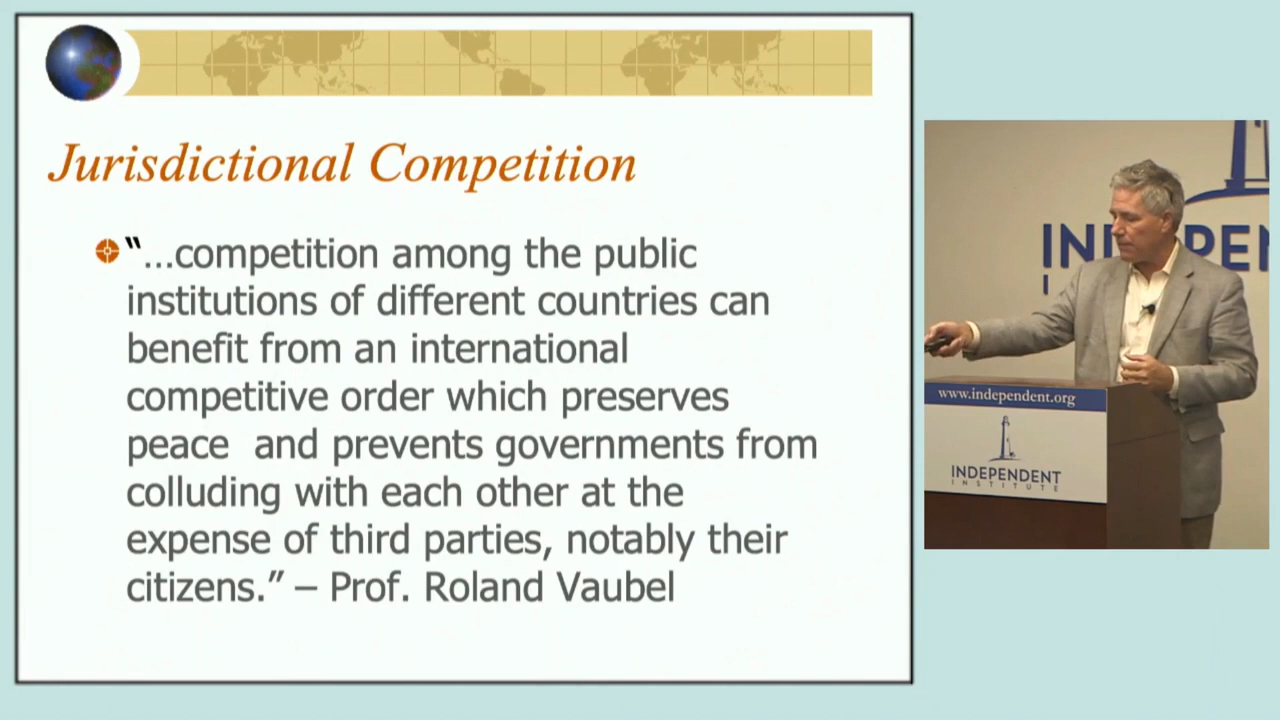 Jurisdictional Competition
“…competition among the public
institutions of different countries can
benefit from an international
competitive order which preserves
peace  and prevents governments from
colluding with each other at the
expense of third parties, notably their
citizens.” – Prof. Roland Vaubel
INDEPEN
I
www.independent.org
INDEPENDENT
INSTITUTE